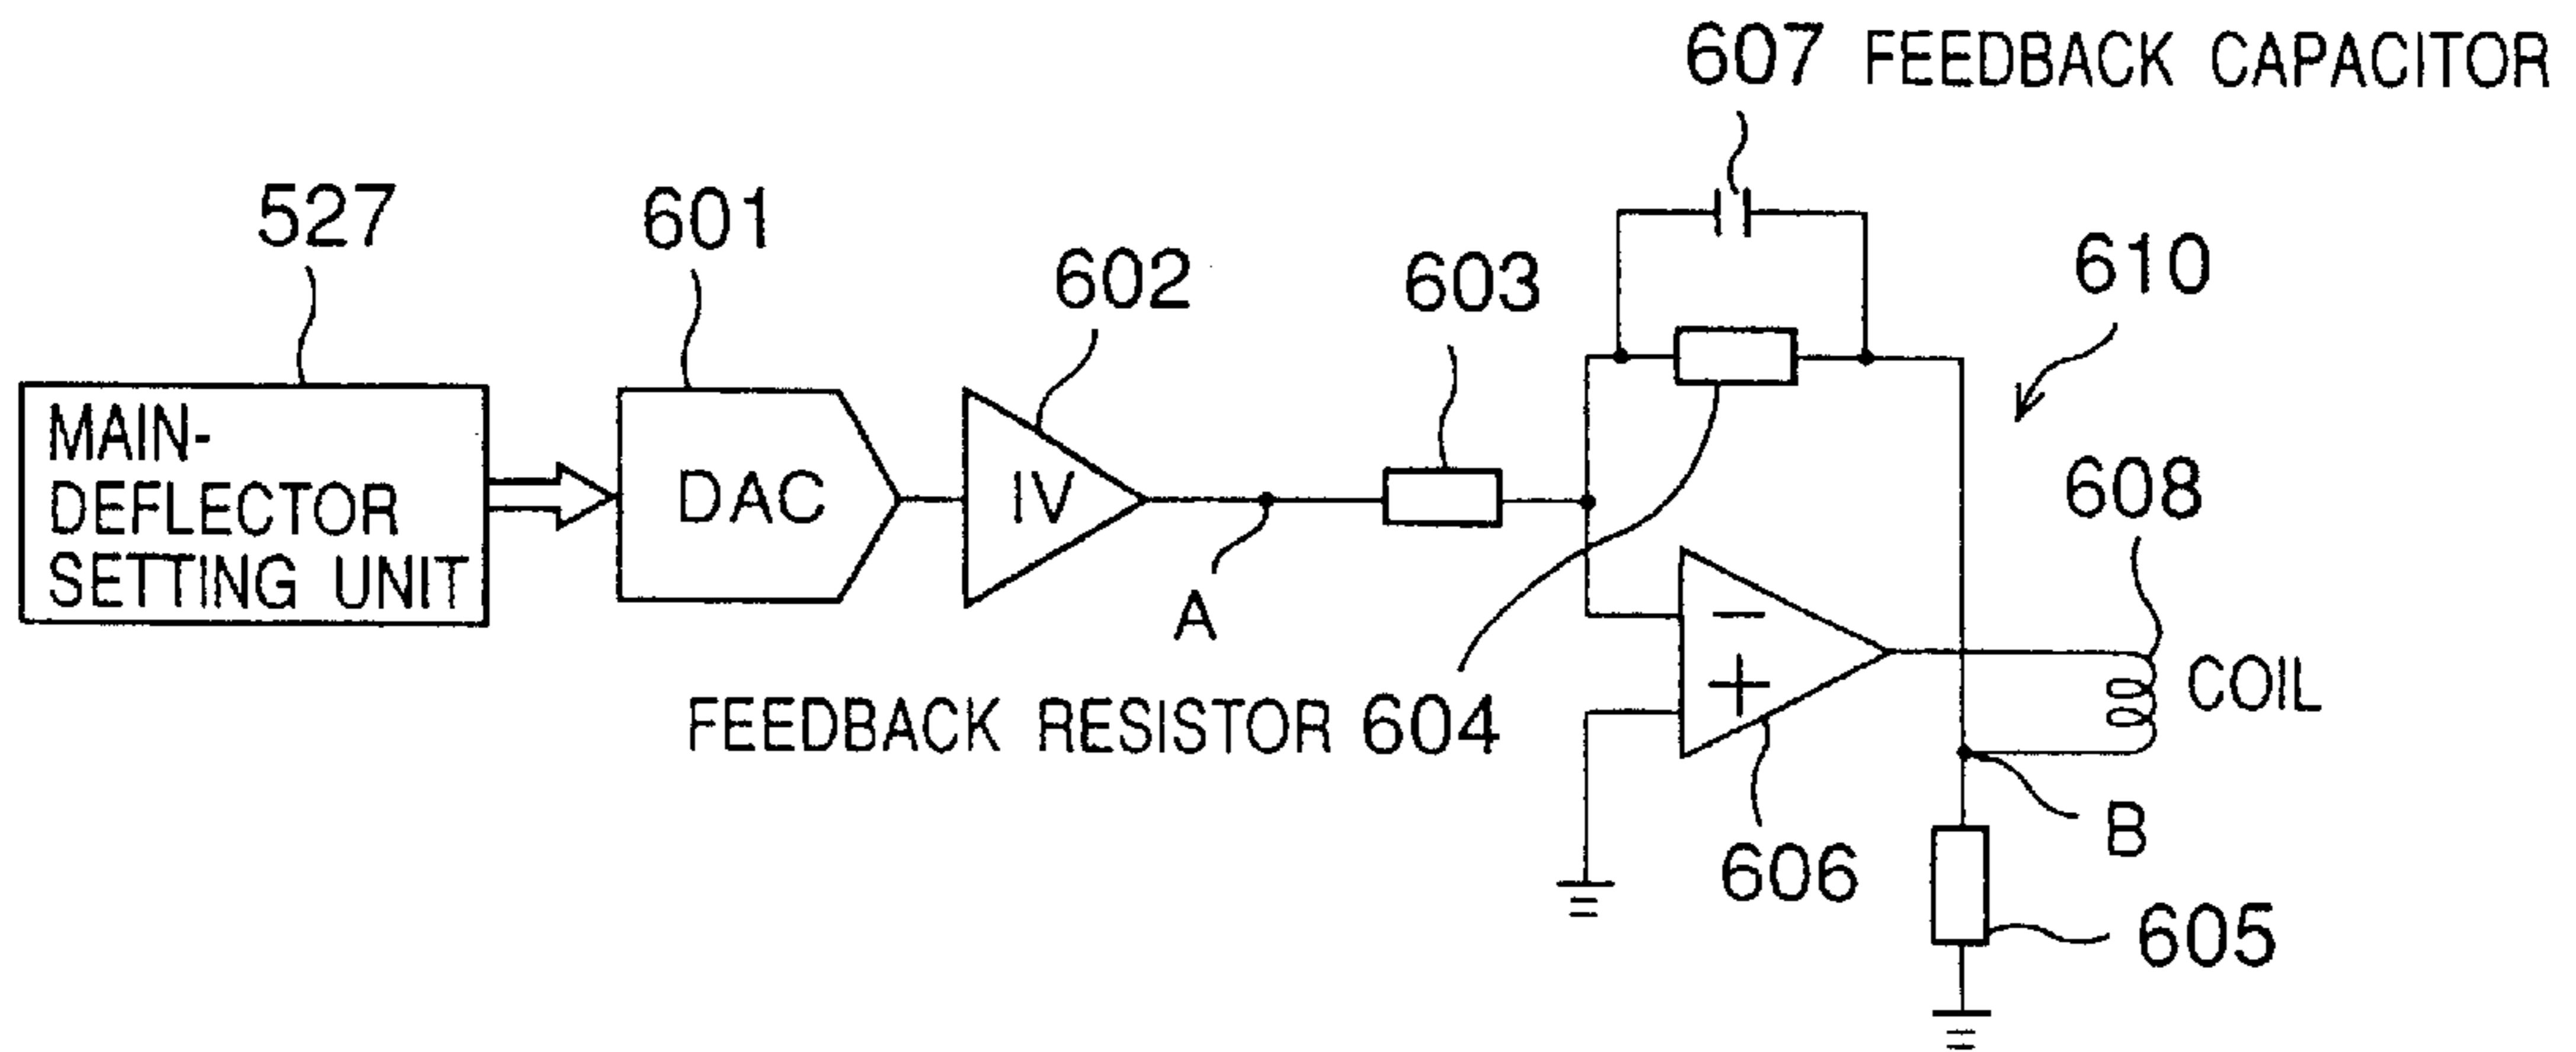 607 FEEDBACK CAPACITOR
527
601
602
603
610
MAIN-
DEFLECTOR
SETTING UNIT
DAC
IV
A
608
COIL
FEEDBACK RESISTOR 604
−
+
606
B
605